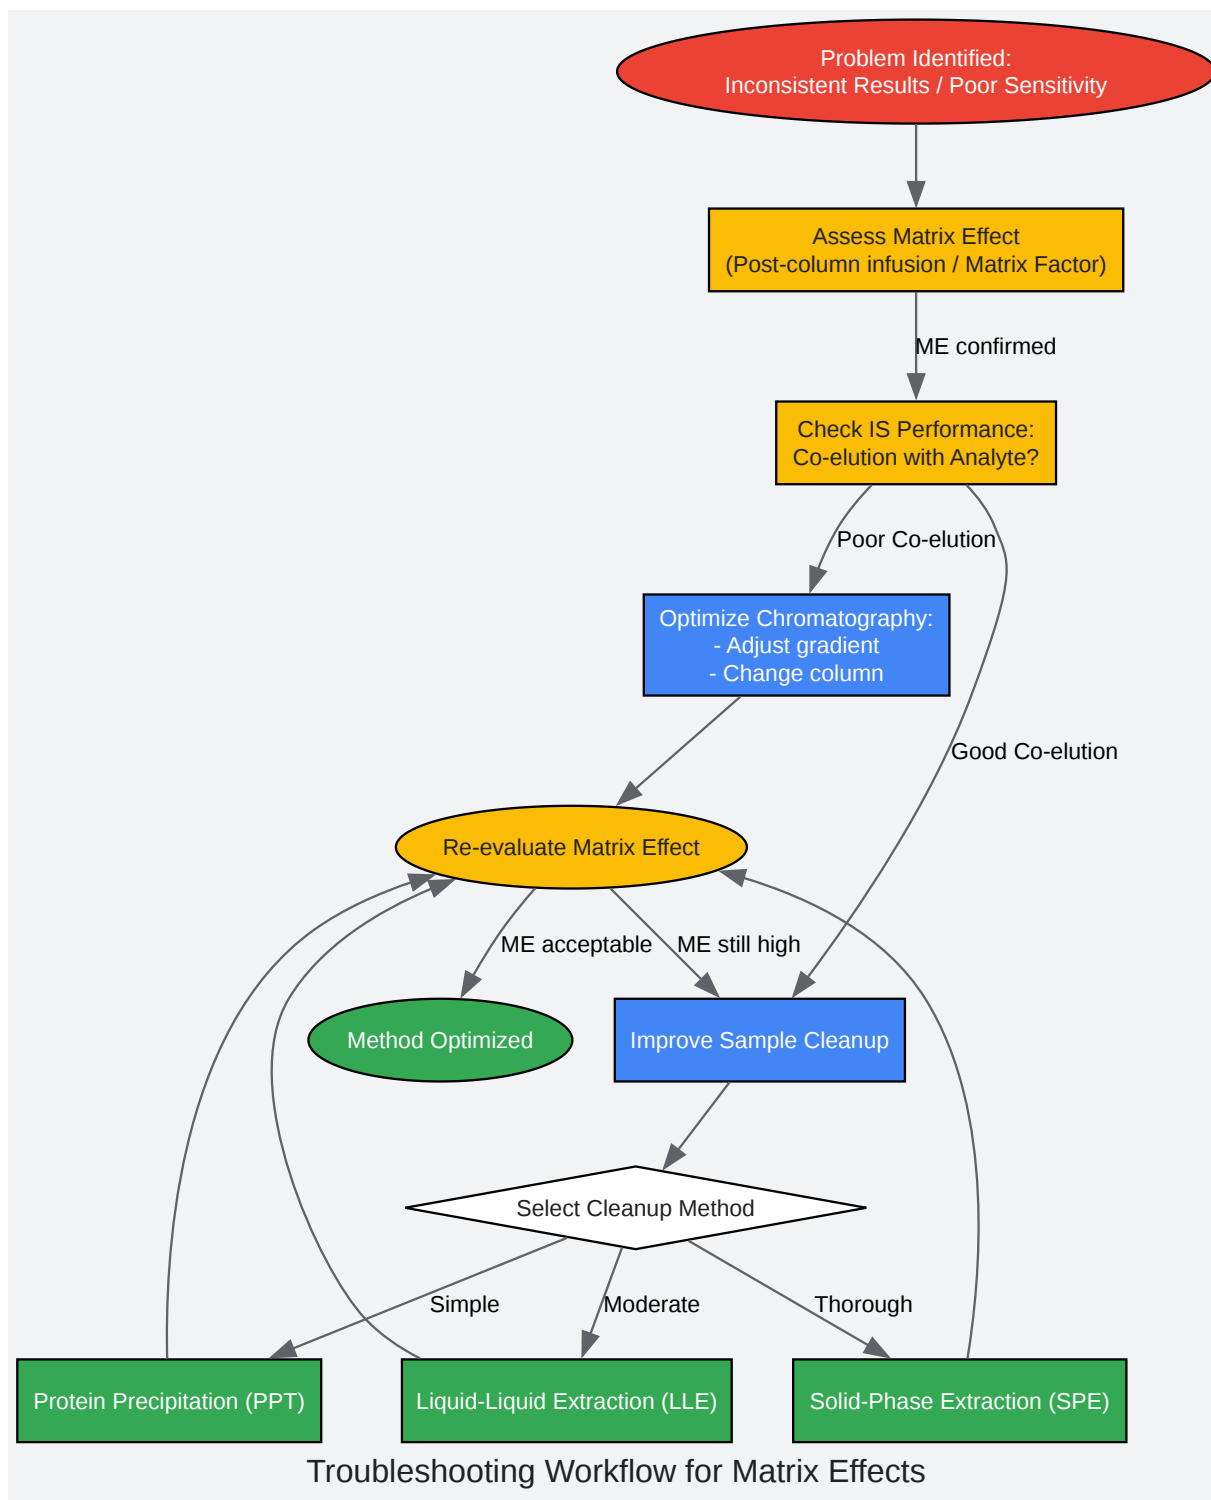 Problem Identified:
Inconsistent Results / Poor Sensitivity
Assess Matrix Effect
(Post-column infusion / Matrix Factor)
ME confirmed
Check IS Performance:
Co-elution with Analyte?
Poor Co-elution
Optimize Chromatography:
- Adjust gradient
- Change column
Good Co-elution
Re-evaluate Matrix Effect
ME acceptable
ME still high
Method Optimized
Improve Sample Cleanup
Select Cleanup Method
Simple
Moderate
Thorough
Protein Precipitation (PPT)
Liquid-Liquid Extraction (LLE)
Solid-Phase Extraction (SPE)
Troubleshooting Workflow for Matrix Effects